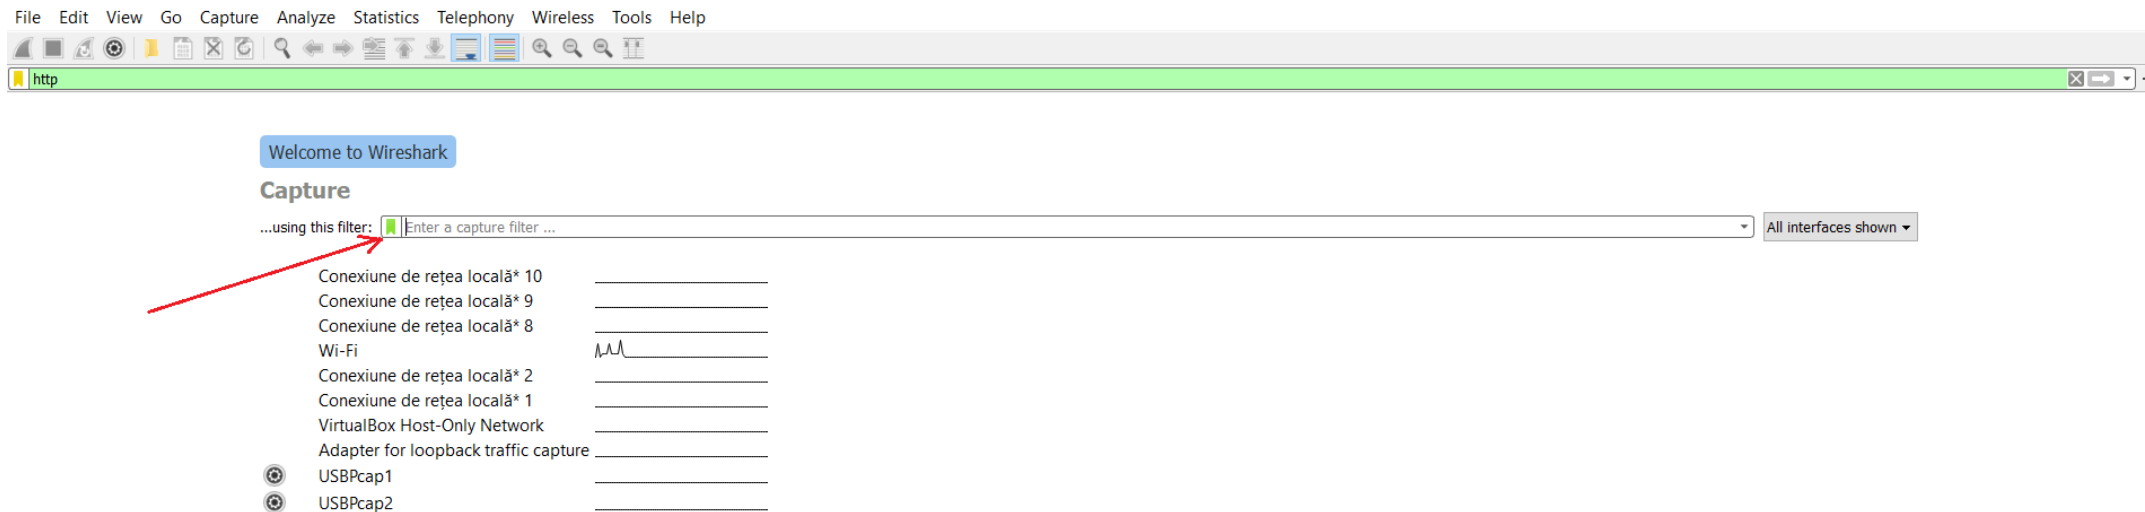 File Edit View Go Capture Analyze Statistics Telephony Wireless Tools Help
http
Welcome to Wireshark
Capture
...using this filter: Enter a capture filter ... All interfaces shown
Conexiune de rețea locală* 10
Conexiune de rețea locală* 9
Conexiune de rețea locală* 8
Wi-Fi
Conexiune de rețea locală* 2
Conexiune de rețea locală* 1
VirtualBox Host-Only Network
Adapter for loopback traffic capture
USBPcap1
USBPcap2